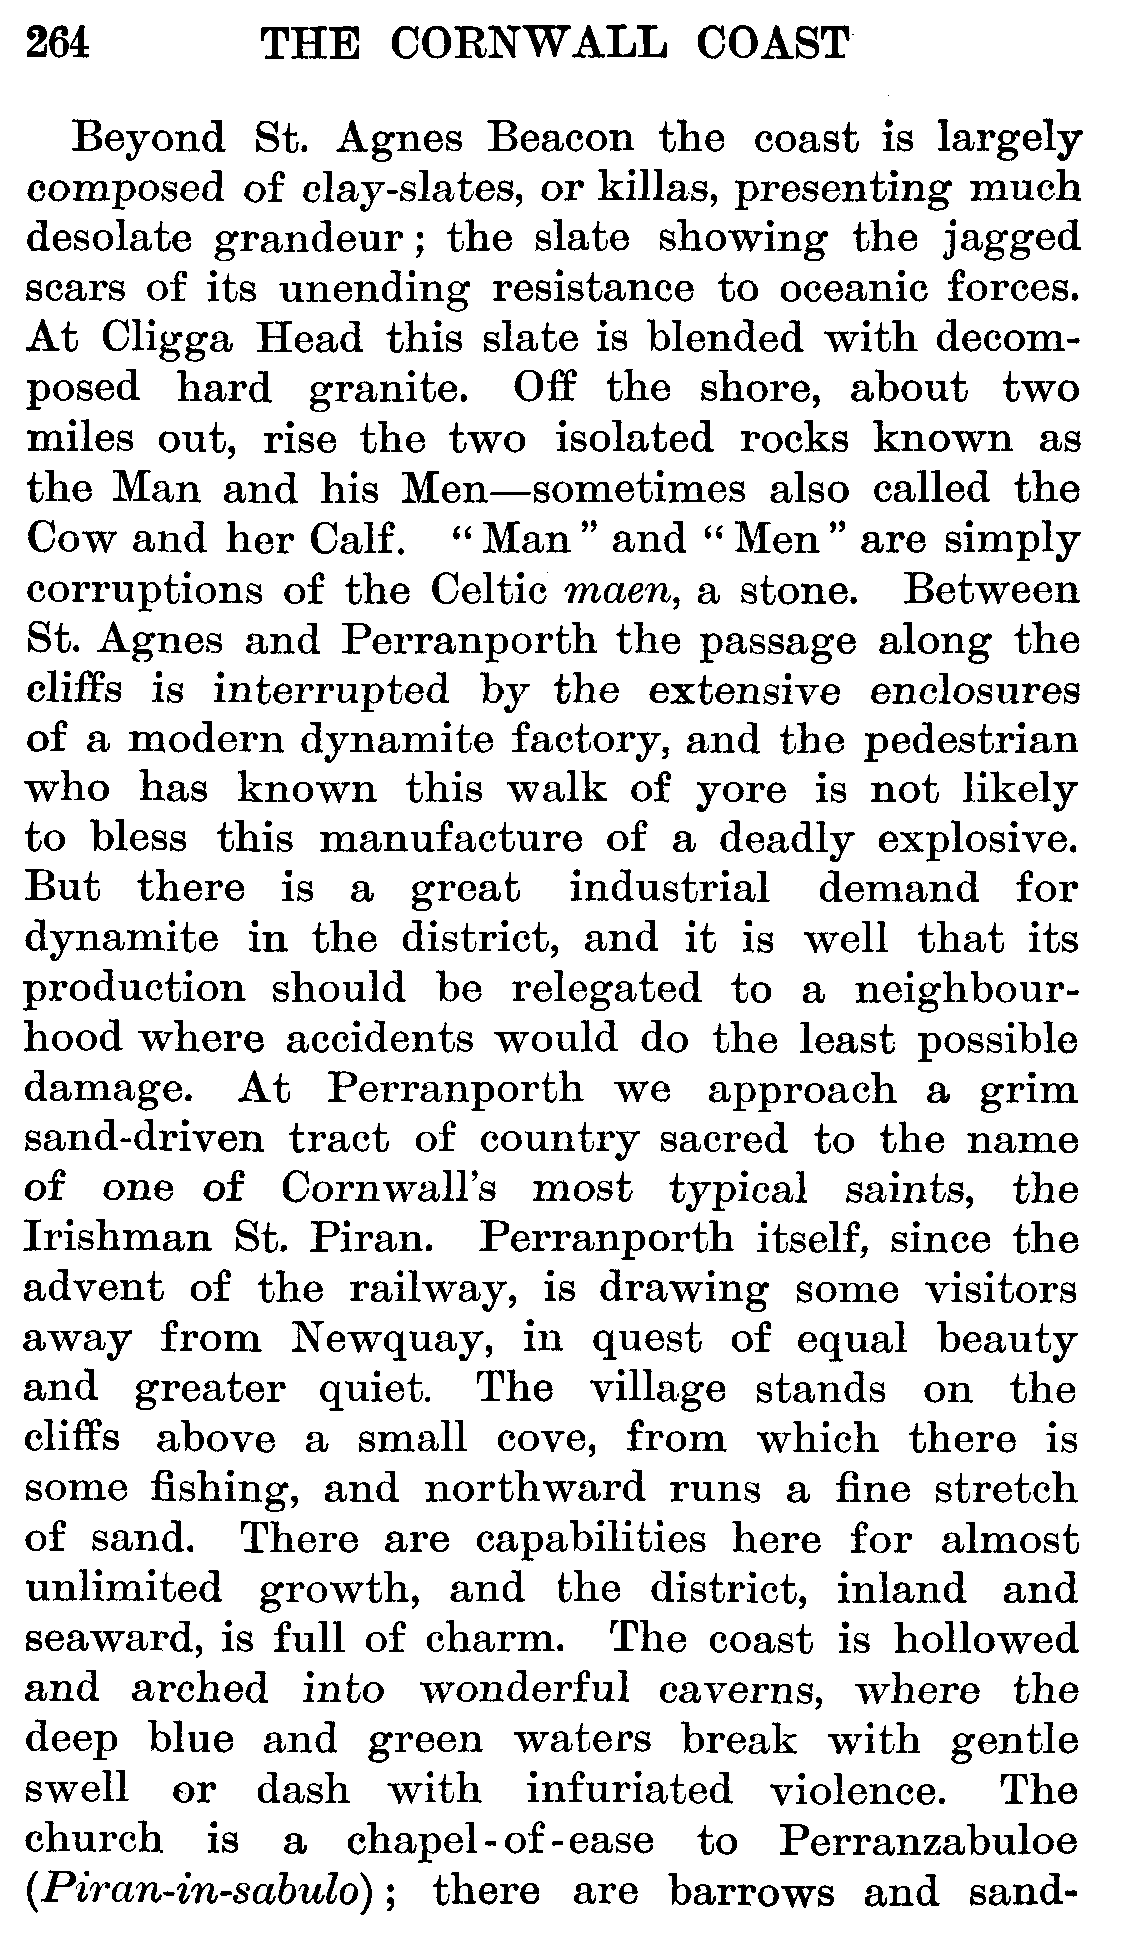 264 THE CORNWALL COAST
Beyond St. Agnes Beacon the coast is largely
composed of clay-slates, or killas, presenting much
desolate grandeur ; the slate showing the jagged
scars of its unending resistance to oceanic forces.
At Cligga Head this slate is blended with decom-
posed hard granite. Off the shore, about two
miles out, rise the two isolated rocks known as
the Man and his Men—sometimes also called the
Cow and her Calf. “ Man ” and “ Men ” are simply
corruptions of the Celtic maen, a stone. Between
St. Agnes and Perranporth the passage along the
cliffs is interrupted by the extensive enclosures
of a modern dynamite factory, and the pedestrian
who has known this walk of yore is not likely
to bless this manufacture of a deadly explosive.
But there is a great industrial demand for
dynamite in the district, and it is well that its
production should be relegated to a neighbour-
hood where accidents would do the least possible
damage. At Perranporth we approach a grim
sand-driven tract of country sacred to the name
of one of Cornwall's most typical saints, the
Irishman St. Piran. Perranporth itself, since the
advent of the railway, is drawing some visitors
away from Newquay, in quest of equal beauty
and greater quiet. The village stands on the
cliffs above a small cove, from which there is
some fishing, and northward runs a fine stretch
of sand. There are capabilities here for almost
unlimited growth, and the district, inland and
seaward, is full of charm. The coast is hollowed
and arched into wonderful caverns, where the
deep blue and green waters break with gentle
swell or dash with infuriated violence. The
church is a chapel-of-ease to Perranzabuloe
(Piran-in-sabulo) ; there are barrows and sand-